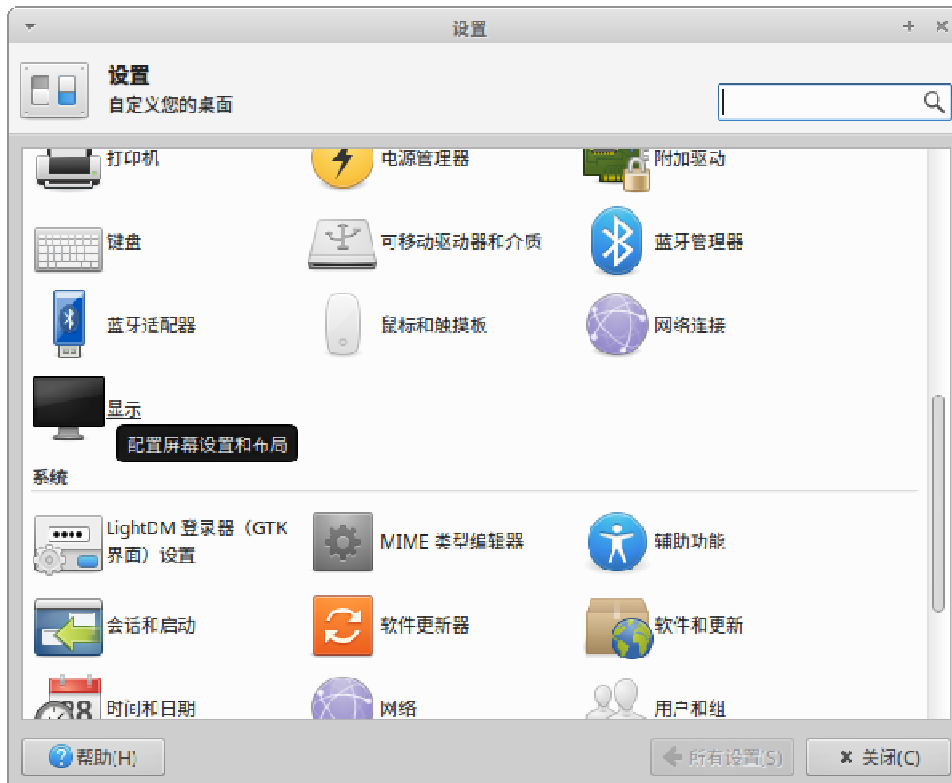 设置
设置
自定义您的桌面
打印机
电源管理器
附加驱动
键盘
可移动驱动器和介质
蓝牙管理器
蓝牙适配器
鼠标和触摸板
网络连接
显示
配置屏幕设置和布局
系统
LightDM 登录器（GTK
界面）设置
MIME 类型编辑器
辅助功能
会话和启动
软件更新器
软件和更新
28
时间和日期
网络
用户和组
帮助(H)
所有设置(S)
关闭(C)